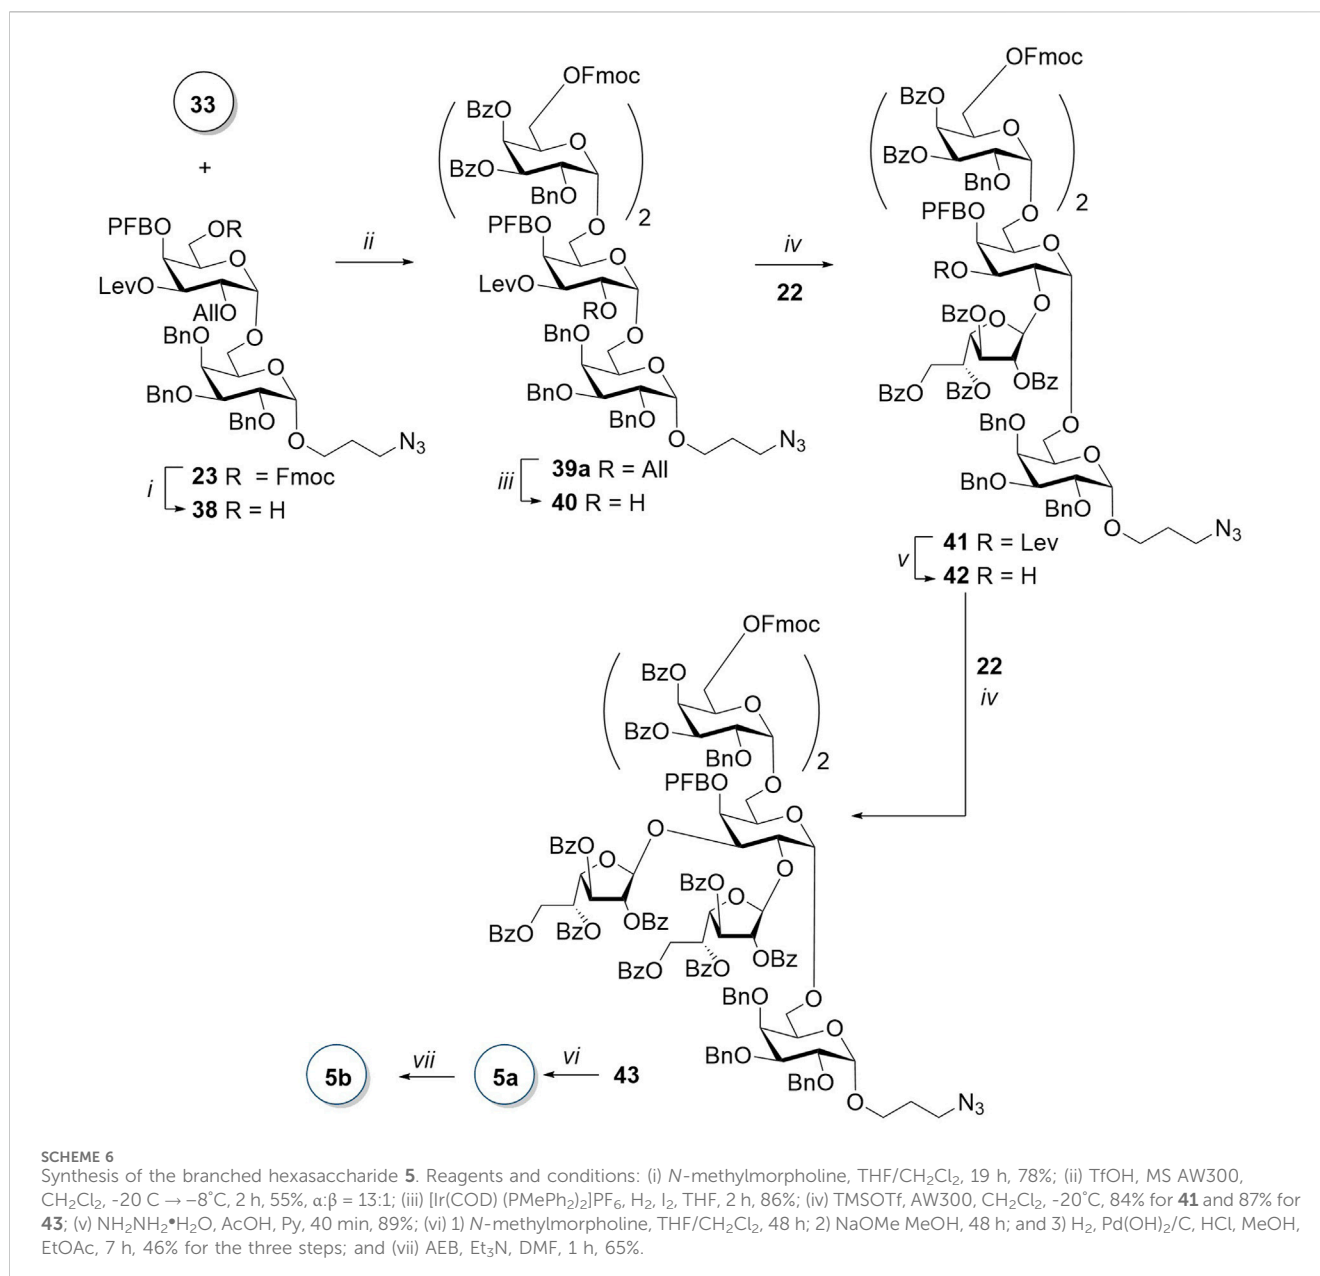 33
+
PFBO
OR
O
LevO
AllO
BnO
O
O
BnO
BnO
O
N3
23 R = Fmoc
i
38 R = H
ii
OFmoc
BzO
O
BzO
BnO
2
PFBO
O
O
LevO
RO
BnO
O
O
BnO
BnO
O
N3
39a R = All
iii
40 R = H
iv
22
OFmoc
BzO
O
BzO
BnO
2
PFBO
O
O
RO
O
BzO
O
BzO
BzO
OBz
BnO
O
O
BnO
BnO
O
N3
41 R = Lev
v
42 R = H
22
iv
OFmoc
BzO
O
BzO
BnO
2
PFBO
O
O
O
BzO
O
O
BzO
O
OBz
BzO
BzO
OBz
BzO
BzO
BnO
O
O
BnO
BnO
O
N3
5b
vii
5a
vi
43
SCHEME 6
Synthesis of the branched hexasaccharide 5. Reagents and conditions: (i) N-methylmorpholine, THF/CH2Cl2, 19 h, 78%; (ii) TfOH, MS AW300,
CH2Cl2, -20 C → −8°C, 2 h, 55%, α:β = 13:1; (iii) [Ir(COD) (PMePh2)2]PF6, H2, I2, THF, 2 h, 86%; (iv) TMSOTf, AW300, CH2Cl2, -20°C, 84% for 41 and 87% for
43; (v) NH2NH2•H2O, AcOH, Py, 40 min, 89%; (vi) 1) N-methylmorpholine, THF/CH2Cl2, 48 h; 2) NaOMe MeOH, 48 h; and 3) H2, Pd(OH)2/C, HCl, MeOH,
EtOAc, 7 h, 46% for the three steps; and (vii) AEB, Et3N, DMF, 1 h, 65%.